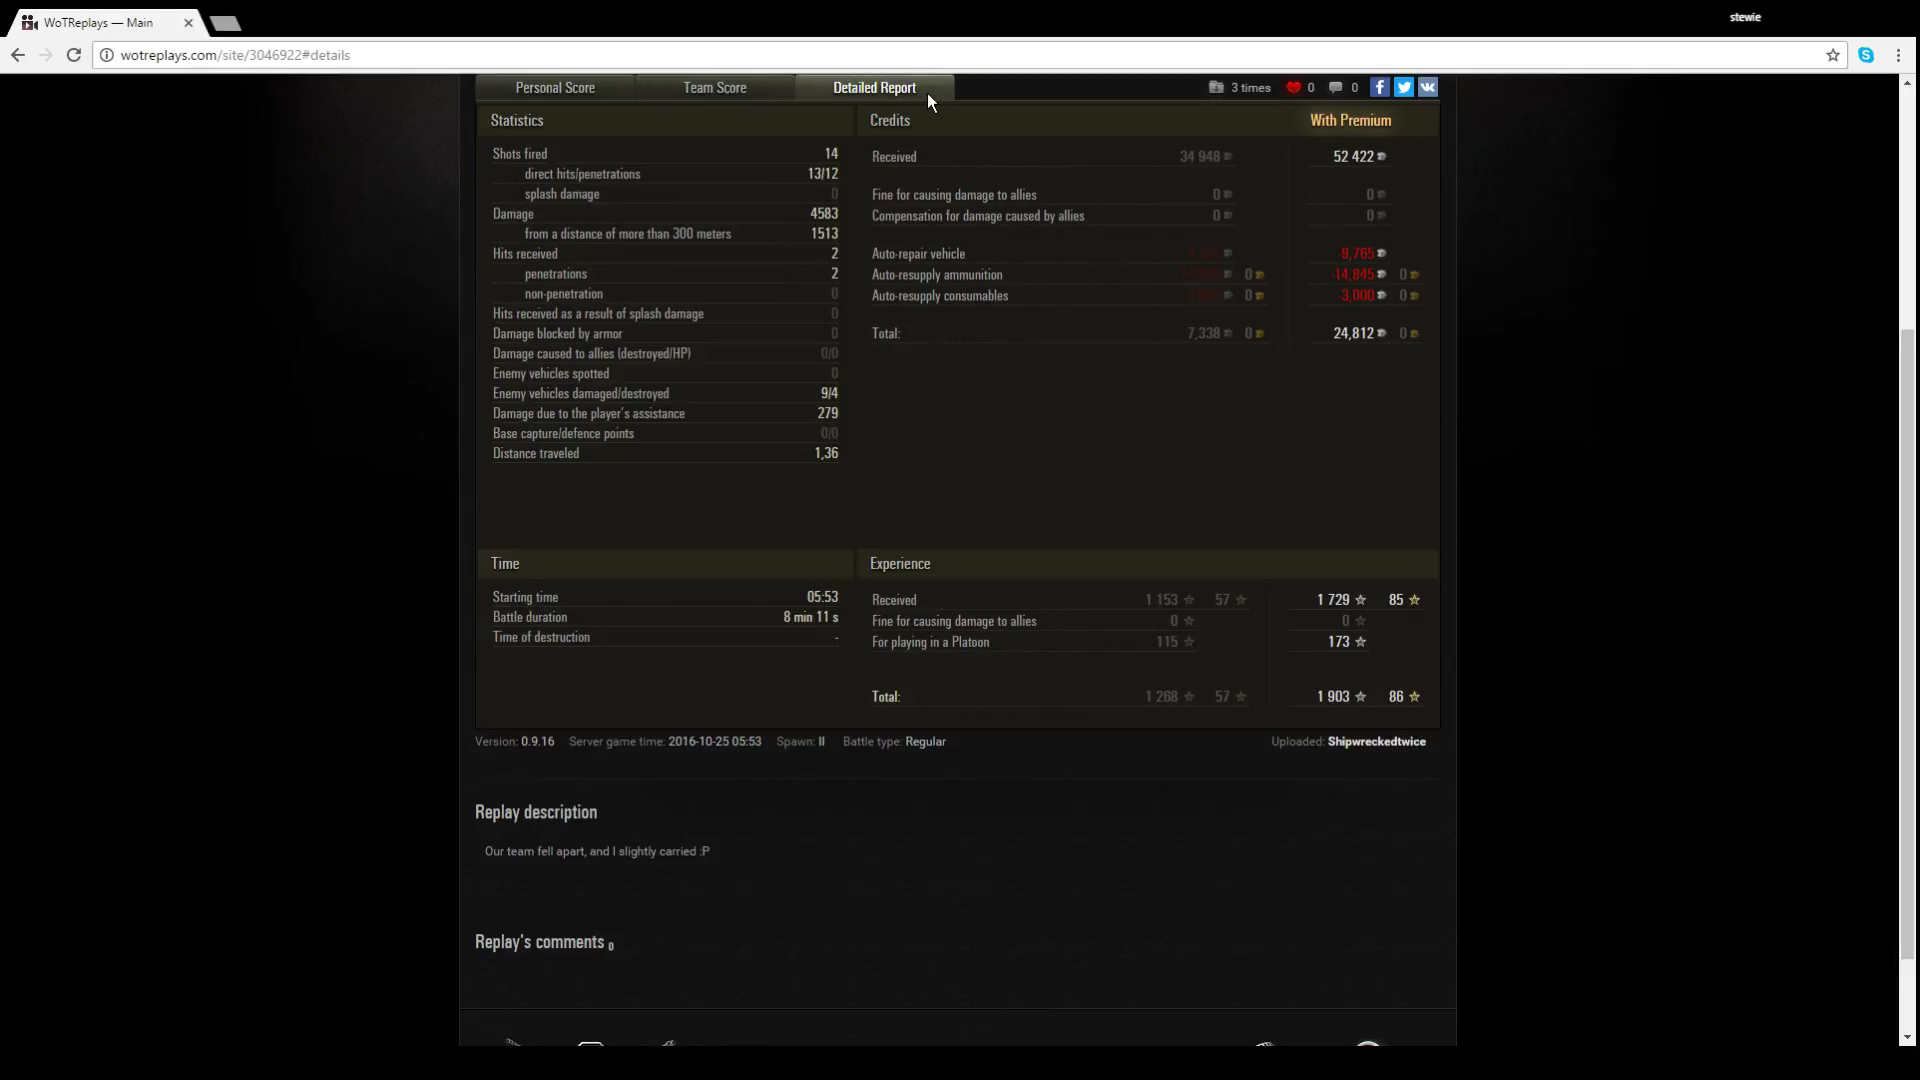 stewie
WoTReplays — Main
wotreplays.com/site/3046922#details
Personal Score Team Score Detailed Report 3 times 0 0
Statistics
Shots fired 14
direct hits/penetrations 13/12
splash damage 0
Damage 4583
from a distance of more than 300 meters 1513
Hits received 2
penetrations 2
non-penetration 0
Hits received as a result of splash damage 0
Damage blocked by armor 0
Damage caused to allies (destroyed/HP) 0/0
Enemy vehicles spotted 0
Enemy vehicles damaged/destroyed 9/4
Damage due to the player's assistance 279
Base capture/defence points 0/0
Distance traveled 1,36
Credits With Premium
Received 34 948 52 422
Fine for causing damage to allies 0 0
Compensation for damage caused by allies 0 0
Auto-repair vehicle -9,765
Auto-resupply ammunition 0 -14,845 0
Auto-resupply consumables 0 -3,000 0
Total: 7,338 0 24,812 0
Time
Starting time 05:53
Battle duration 8 min 11 s
Time of destruction -
Experience
Received 1 153 57 1 729 85
Fine for causing damage to allies 0 0
For playing in a Platoon 115 173
Total: 1 268 57 1 903 86
Version: 0.9.16 Server game time: 2016-10-25 05:53 Spawn: II Battle type: Regular Uploaded: Shipwreckedtwice
Replay description
Our team fell apart, and I slightly carried :P
Replay's comments 0